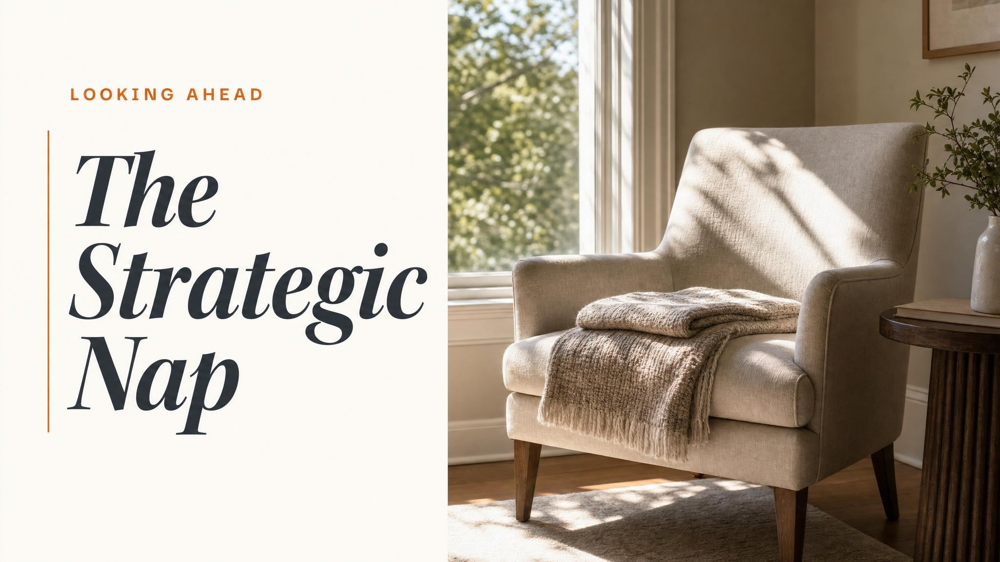 LOOKING AHEAD
The
Strategic
Nap